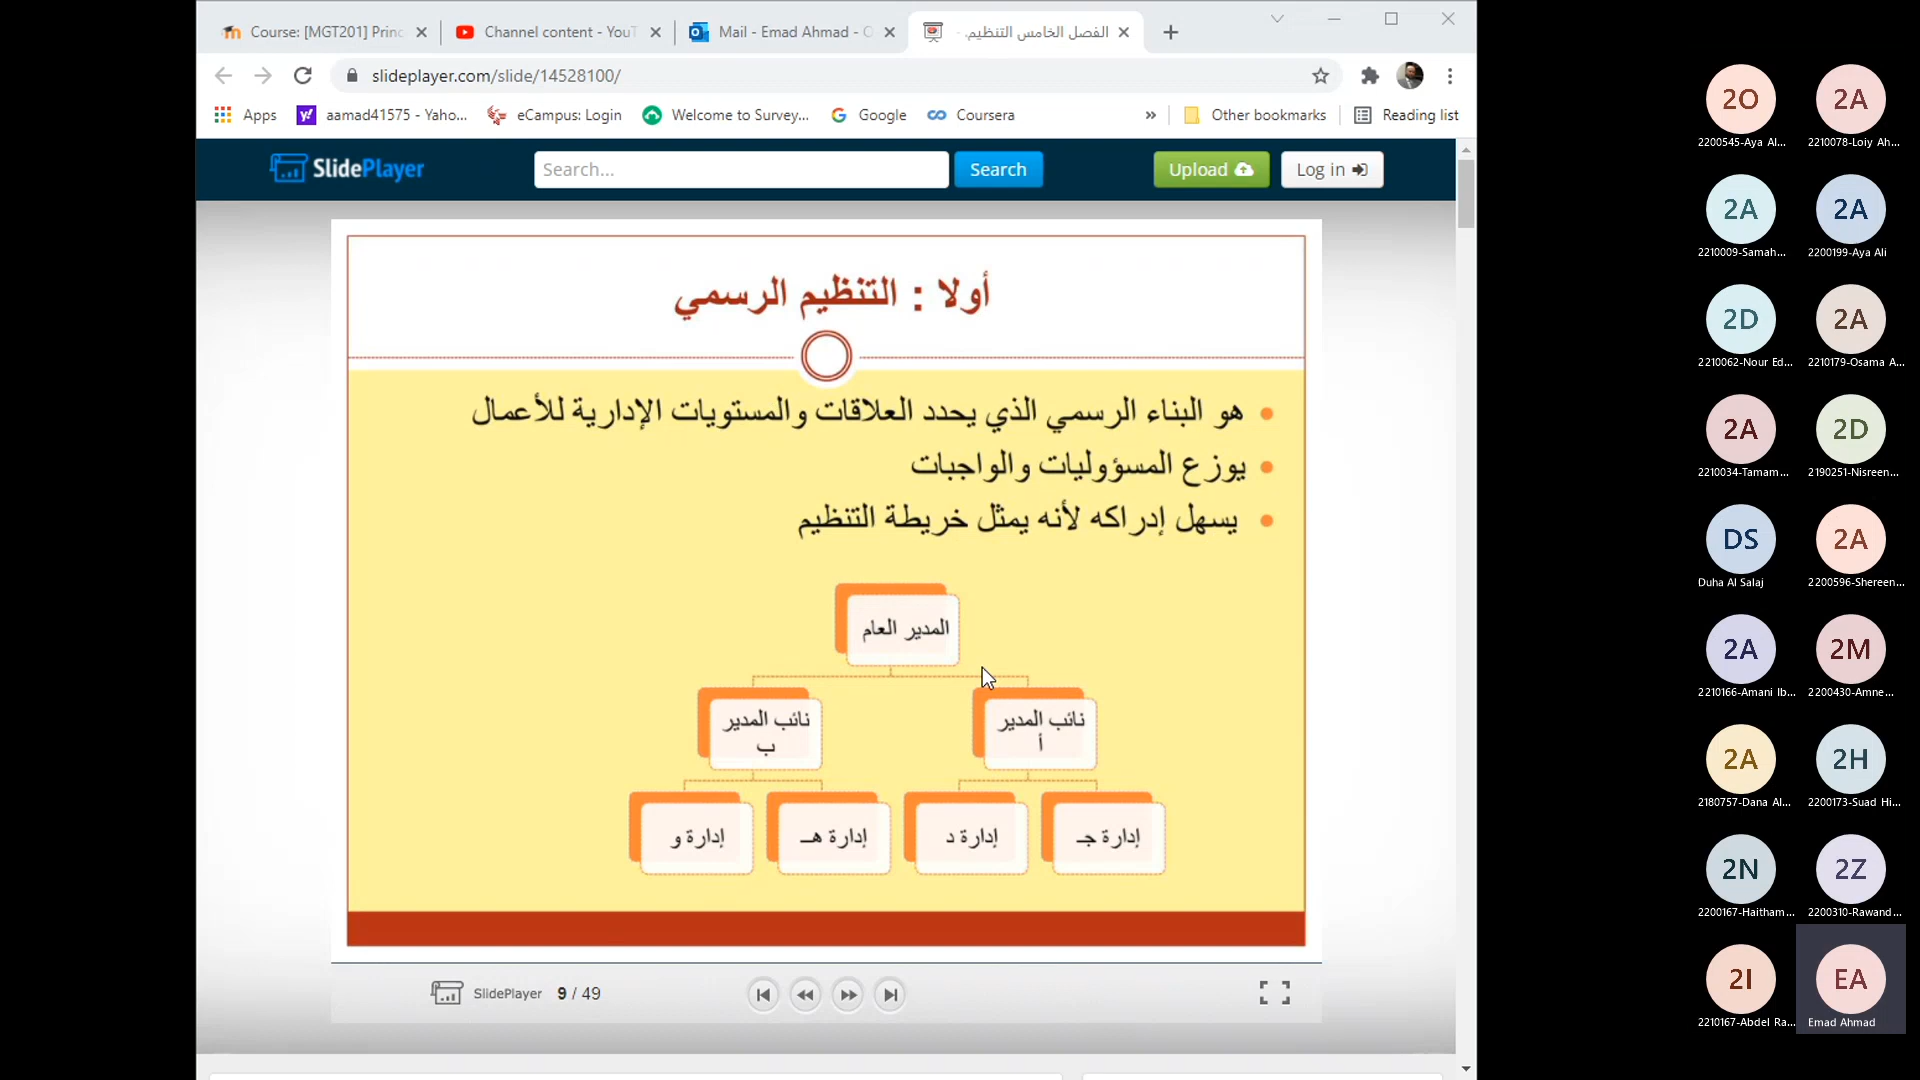 Course: [MGT201] Princ
Channel content - YouT
Mail - Emad Ahmad - O
الفصل الخامس التنظيم. -
slideplayer.com/slide/14528100/
Apps
aamad41575 - Yaho...
eCampus: Login
Welcome to Survey...
Google
Coursera
»
Other bookmarks
Reading list
SlidePlayer
Search...
Search
Upload
Log in
أولا : التنظيم الرسمي
• هو البناء الرسمي الذي يحدد العلاقات والمستويات الإدارية للأعمال
• يوزع المسؤوليات والواجبات
• يسهل إدراكه لأنه يمثل خريطة التنظيم
المدير العام
نائب المدير
أ
نائب المدير
ب
إدارة جـ
إدارة د
إدارة هـ
إدارة و
SlidePlayer 9 / 49
2O
2200545-Aya Al...
2A
2210078-Loiy Ah...
2A
2210009-Samah...
2A
2200199-Aya Ali
2D
2210062-Nour Ed...
2A
2210179-Osama A...
2A
2210034-Tamam...
2D
2190251-Nisreen...
DS
Duha Al Salaj
2A
2200596-Shereen...
2A
2210166-Amani Ib...
2M
2200430-Amne...
2A
2180757-Dana Al...
2H
2200173-Suad Hi...
2N
2200167-Haitham...
2Z
2200310-Rawand...
2I
2210167-Abdel Ra...
EA
Emad Ahmad